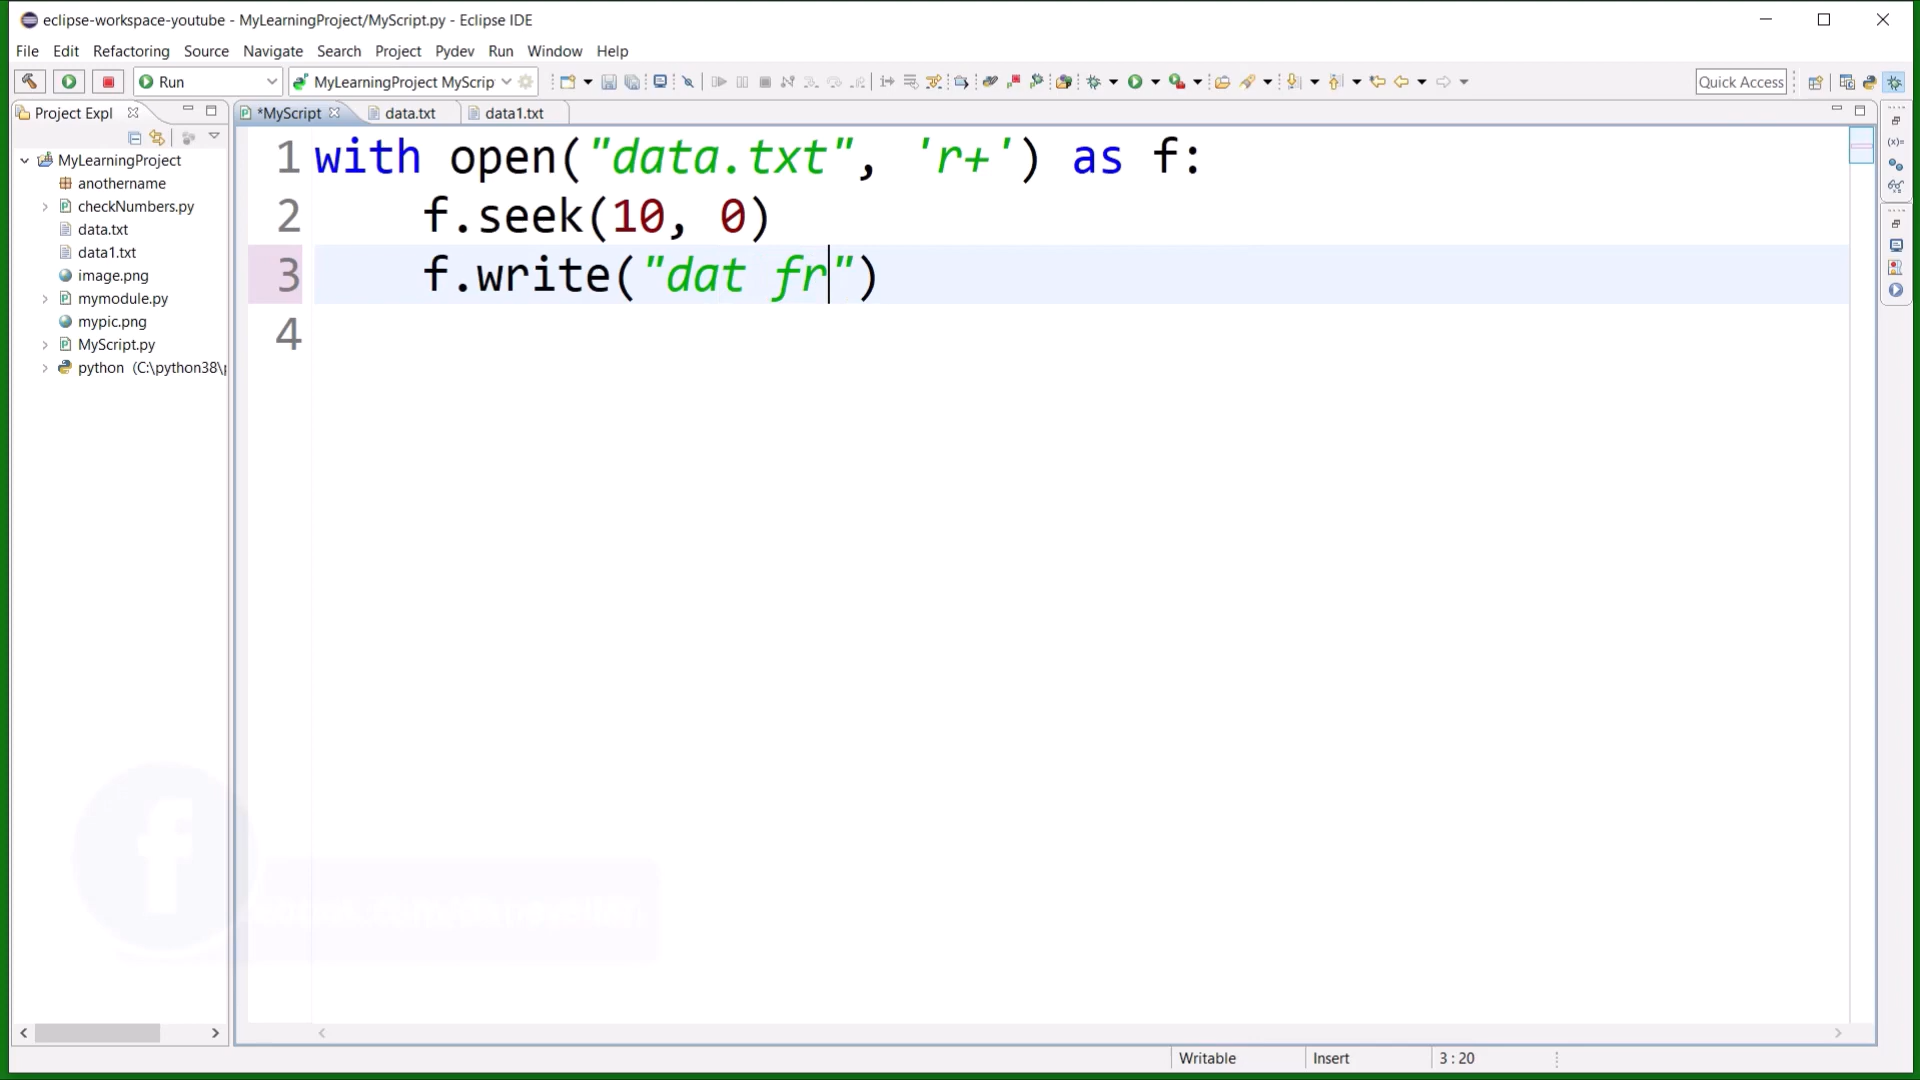 eclipse-workspace-youtube - MyLearningProject/MyScript.py - Eclipse IDE
File Edit Refactoring Source Navigate Search Project Pydev Run Window Help
Run MyLearningProject MyScrip Quick Access
Project Expl *MyScript data.txt data1.txt
MyLearningProject
anothername
checkNumbers.py
data.txt
data1.txt
image.png
mymodule.py
mypic.png
MyScript.py
python (C:\python38\
1 with open("data.txt", 'r+') as f:
2 f.seek(10, 0)
3 f.write("dat fr")
4
Writable Insert 3 : 20